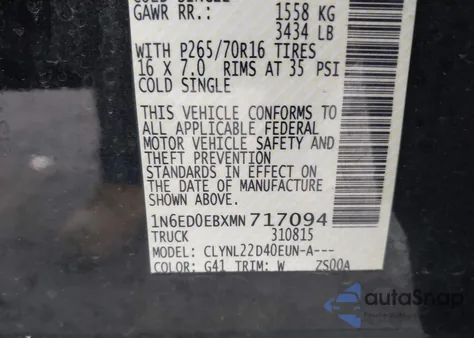 GAWR RR.: 1558 KG
3434 LB
WITH P265/70R16 TIRES
16 X 7.0 RIMS AT 35 PSI
COLD SINGLE
THIS VEHICLE CONFORMS TO
ALL APPLICABLE FEDERAL
MOTOR VEHICLE SAFETY AND
THEFT PREVENTION
STANDARDS IN EFFECT ON
THE DATE OF MANUFACTURE
SHOWN ABOVE.
1N6ED0EBXMN717094
TRUCK 310815
MODEL: CLYNL22D40EUN-A---
COLOR: G41 TRIM: W ZS00A
autaSnap